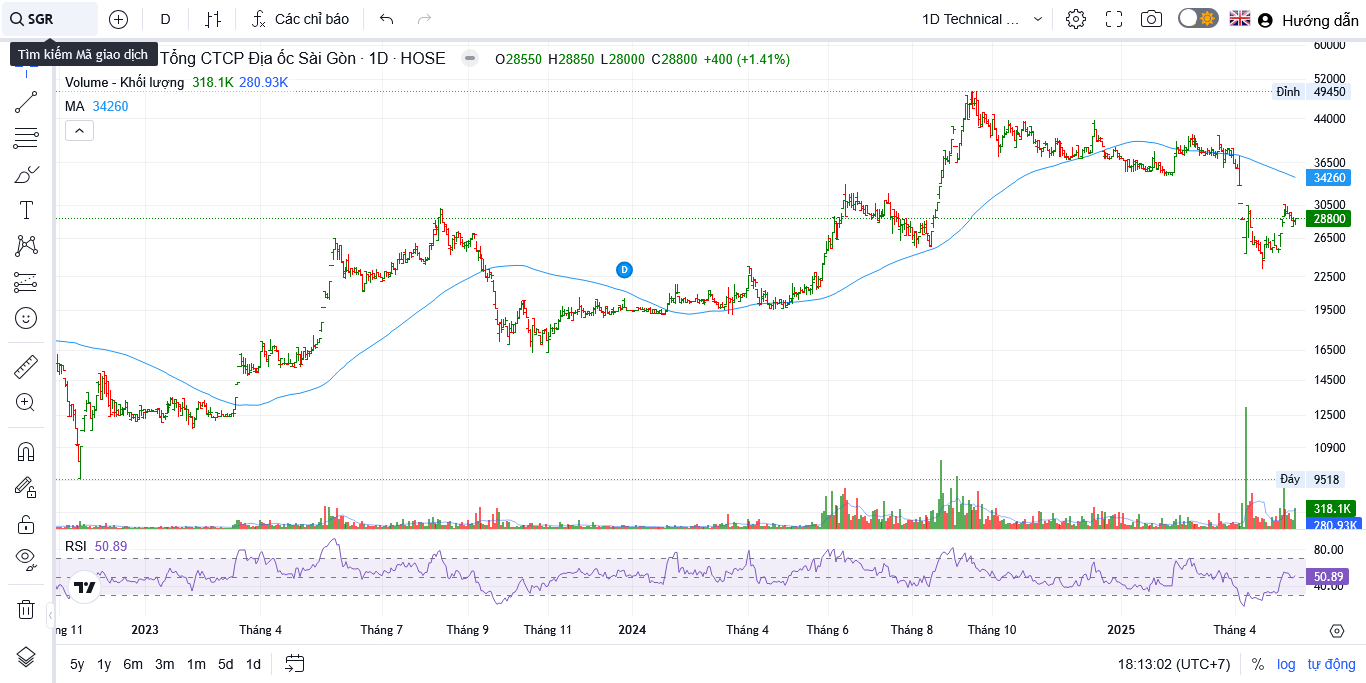 SGR
D
Các chỉ báo
1D Technical ...
Hướng dẫn
Tìm kiếm Mã giao dịch
Tổng CTCP Địa ốc Sài Gòn · 1D · HOSE
O28550 H28850 L28000 C28800 +400 (+1.41%)
Volume - Khối lượng 318.1K 280.93K
MA 34260
60000
52000
Đỉnh 49450
44000
36500
34260
30500
28800
26500
D
22500
19500
16500
14500
12500
10900
Đáy 9518
318.1K
280.93K
RSI 50.89
80.00
50.89
40.00
ng 11 2023 Tháng 4 Tháng 7 Tháng 9 Tháng 11 2024 Tháng 4 Tháng 6 Tháng 8 Tháng 10 2025 Tháng 4
5y 1y 6m 3m 1m 5d 1d
18:13:02 (UTC+7) % log tự động